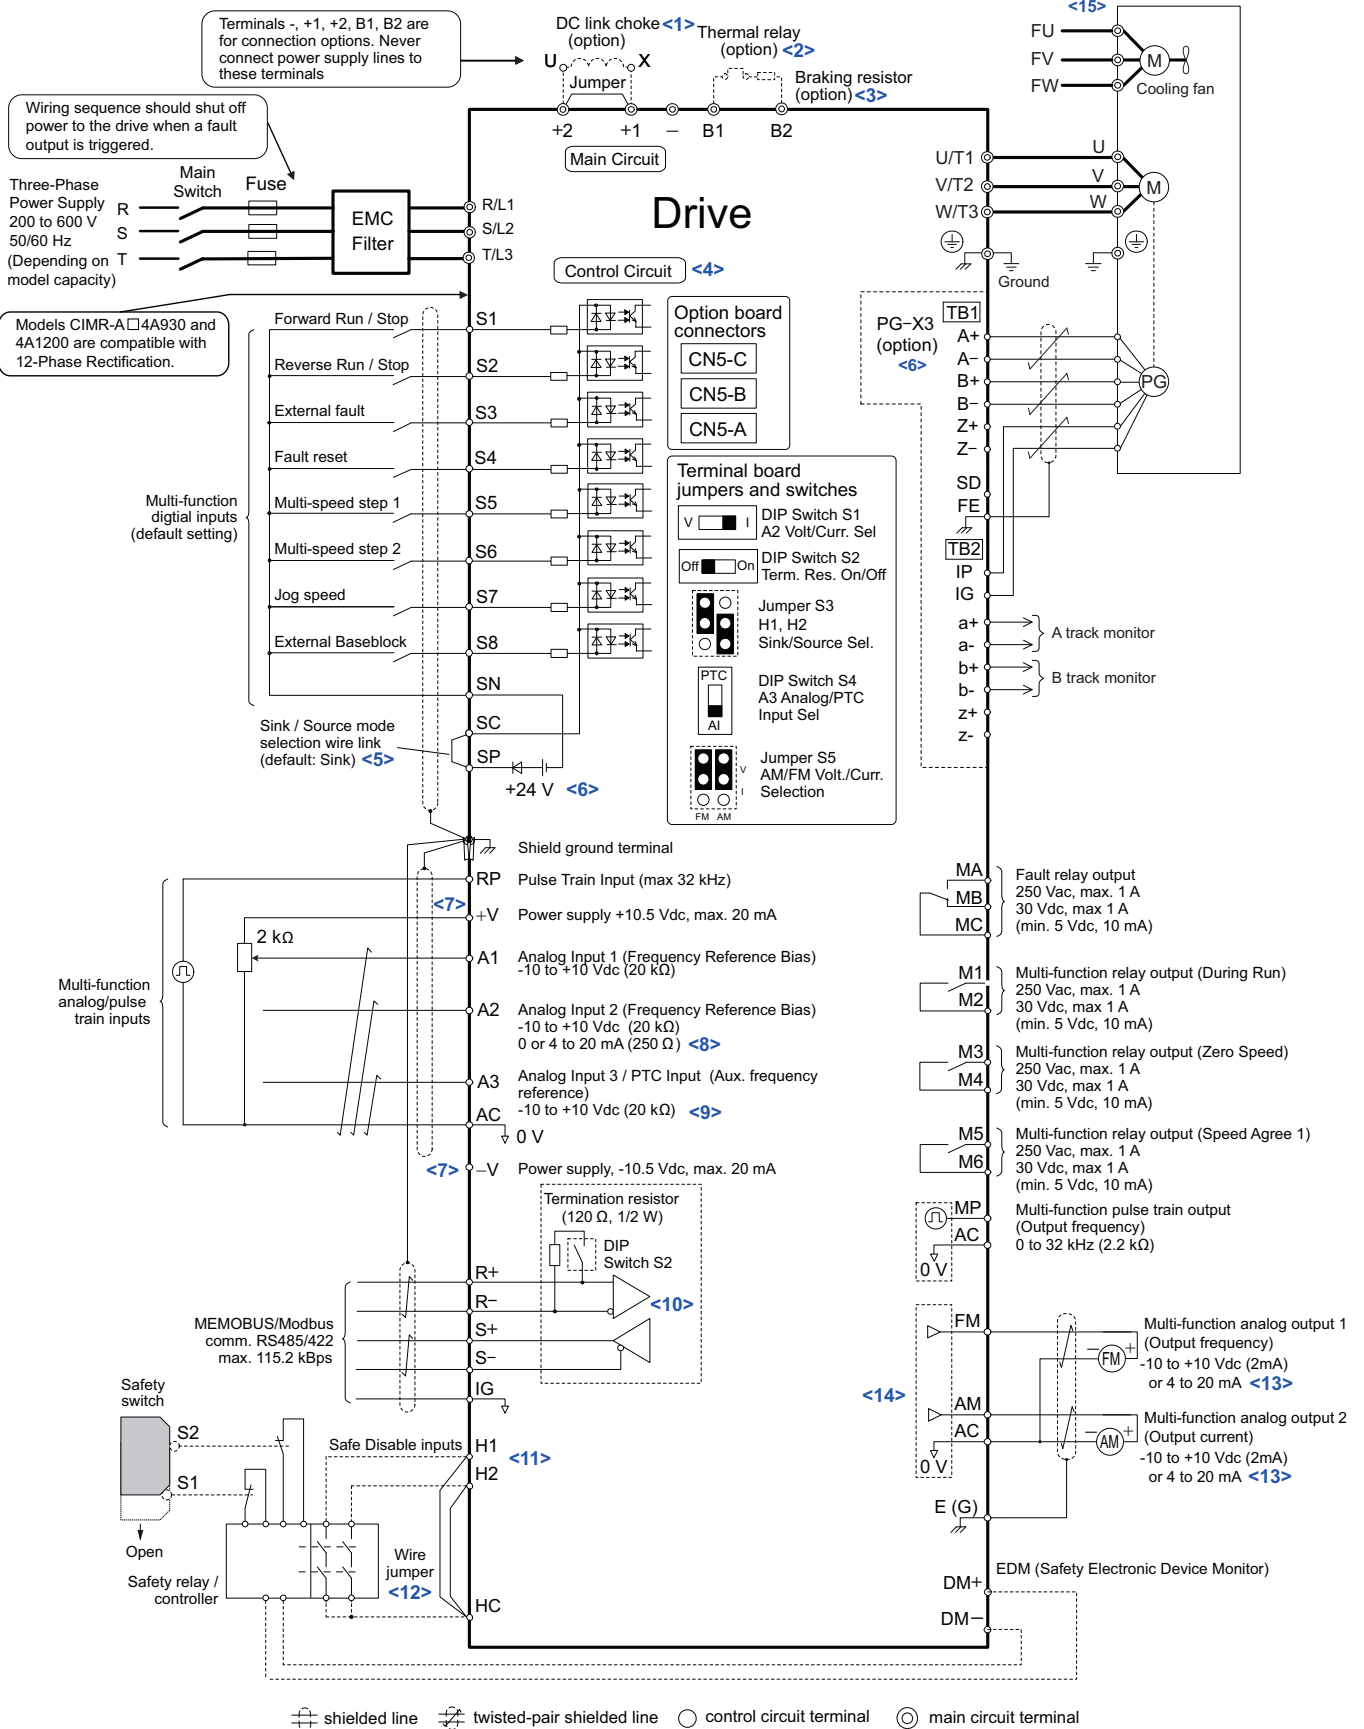 Terminals -, +1, +2, B1, B2 are
for connection options. Never
connect power supply lines to
these terminals
DC link choke <1>
(option)
U X
Jumper
Thermal relay
(option) <2>
Braking resistor
(option) <3>
+2 +1 – B1 B2
Main Circuit
<15>
FU
FV
FW
M
Cooling fan
Wiring sequence should shut off
power to the drive when a fault
output is triggered.
Three-Phase
Power Supply
200 to 600 V
50/60 Hz
(Depending on
model capacity)
R
S
T
Main
Switch
Fuse
EMC
Filter
R/L1
S/L2
T/L3
Drive
U/T1
V/T2
W/T3
U
V
W
M
Ground
Control Circuit <4>
Models CIMR-A□4A930 and
4A1200 are compatible with
12-Phase Rectification.
Multi-function
digtial inputs
(default setting)
Forward Run / Stop S1
Reverse Run / Stop S2
External fault S3
Fault reset S4
Multi-speed step 1 S5
Multi-speed step 2 S6
Jog speed S7
External Baseblock S8
SN
SC
SP
Sink / Source mode
selection wire link
(default: Sink) <5>
+24 V <6>
Option board
connectors
CN5-C
CN5-B
CN5-A
Terminal board
jumpers and switches
V I
DIP Switch S1
A2 Volt/Curr. Sel
Off On
DIP Switch S2
Term. Res. On/Off
Jumper S3
H1, H2
Sink/Source Sel.
PTC
AI
DIP Switch S4
A3 Analog/PTC
Input Sel
V
I
FM AM
Jumper S5
AM/FM Volt./Curr.
Selection
PG-X3
(option)
<6>
TB1
A+
A–
B+
B–
Z+
Z–
SD
FE
TB2
IP
IG
a+
a-
b+
b-
z+
z-
PG
A track monitor
B track monitor
Shield ground terminal
Multi-function
analog/pulse
train inputs
2 kΩ
RP Pulse Train Input (max 32 kHz)
<7> +V Power supply +10.5 Vdc, max. 20 mA
A1 Analog Input 1 (Frequency Reference Bias)
-10 to +10 Vdc (20 kΩ)
A2 Analog Input 2 (Frequency Reference Bias)
-10 to +10 Vdc (20 kΩ)
0 or 4 to 20 mA (250 Ω) <8>
A3 Analog Input 3 / PTC Input (Aux. frequency
reference)
-10 to +10 Vdc (20 kΩ) <9>
AC
0 V
<7> –V Power supply, -10.5 Vdc, max. 20 mA
Termination resistor
(120 Ω, 1/2 W)
DIP
Switch S2
<10>
MEMOBUS/Modbus
comm. RS485/422
max. 115.2 kBps
R+
R–
S+
S–
IG
MA
MB
MC
Fault relay output
250 Vac, max. 1 A
30 Vdc, max 1 A
(min. 5 Vdc, 10 mA)
M1
M2
Multi-function relay output (During Run)
250 Vac, max. 1 A
30 Vdc, max 1 A
(min. 5 Vdc, 10 mA)
M3
M4
Multi-function relay output (Zero Speed)
250 Vac, max. 1 A
30 Vdc, max 1 A
(min. 5 Vdc, 10 mA)
M5
M6
Multi-function relay output (Speed Agree 1)
250 Vac, max. 1 A
30 Vdc, max 1 A
(min. 5 Vdc, 10 mA)
MP
AC
0 V
Multi-function pulse train output
(Output frequency)
0 to 32 kHz (2.2 kΩ)
<14>
FM
AM
AC
0 V
E (G)
– FM +
Multi-function analog output 1
(Output frequency)
-10 to +10 Vdc (2mA)
or 4 to 20 mA <13>
– AM +
Multi-function analog output 2
(Output current)
-10 to +10 Vdc (2mA)
or 4 to 20 mA <13>
Safety
switch
S2
S1
Open
Safety relay /
controller
Safe Disable inputs
H1 <11>
H2
Wire
jumper
<12>
HC
EDM (Safety Electronic Device Monitor)
DM+
DM–
shielded line twisted-pair shielded line control circuit terminal main circuit terminal